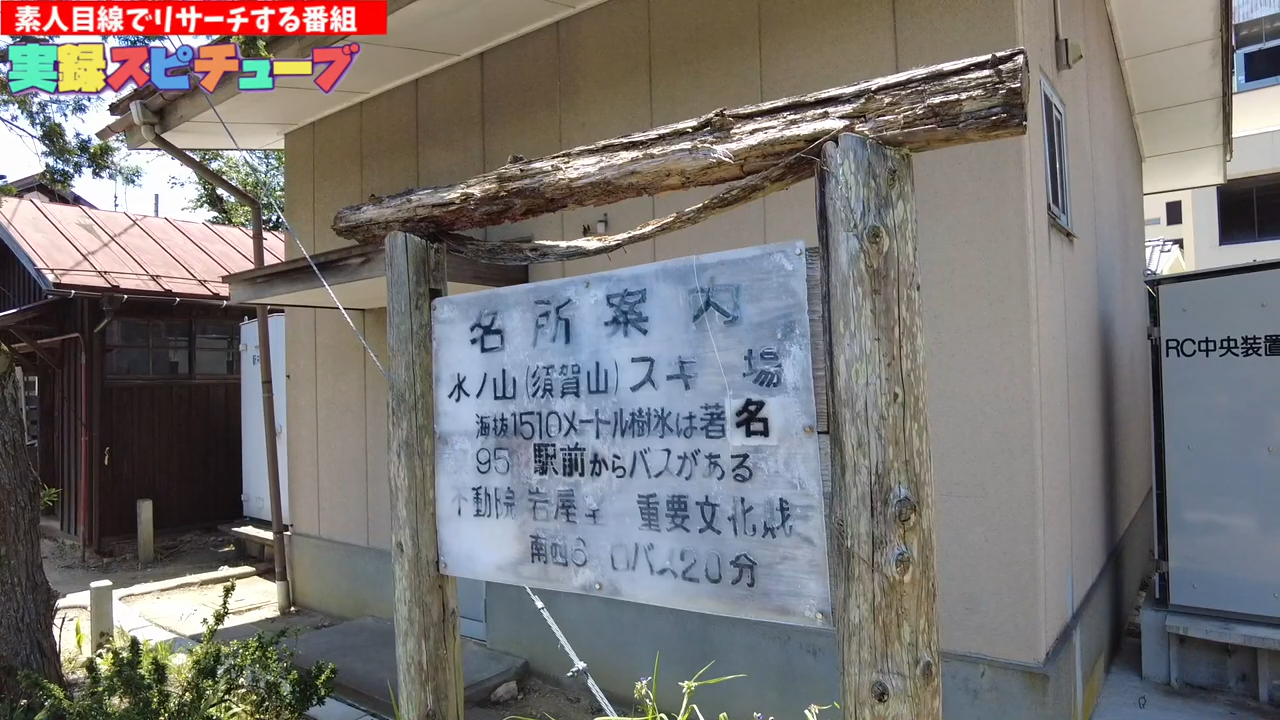 素人目線でリサーチする番組
実録スピチューブ
名所案内
氷ノ山(須賀山)スキ 場
海抜1510メートル樹氷は著名
95 駅前からバスがある
不動院 岩屋堂 重要文化財
南西6 ロバス20分
RC中央装置